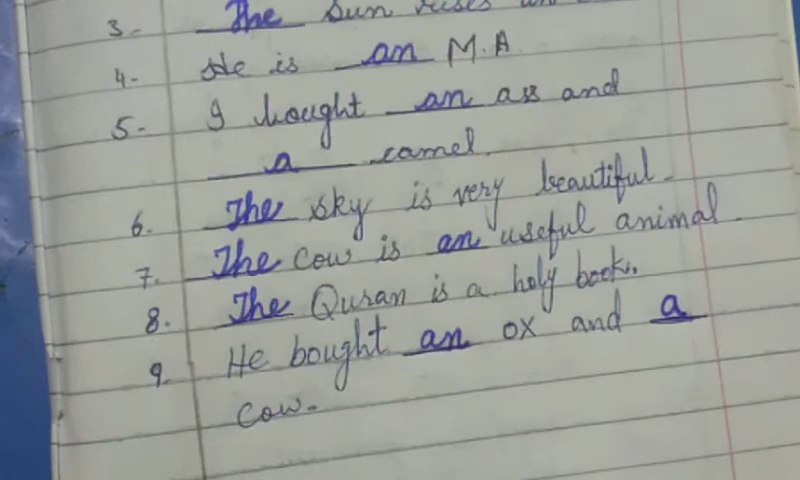 3. The Sun rises in
4. He is an M.A
5. I bought an ass and
a camel
6. The sky is very beautiful.
7. The Cow is an useful animal
8. The Quran is a holy book.
9. He bought an ox and a
Cow.